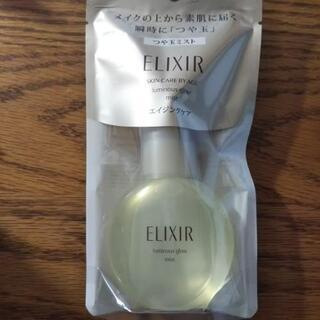 メイクの上から素肌に届く
瞬時に「つや玉」
つや玉ミスト
ELIXIR
SKIN CARE BY AGE
luminous glow
mist
エイジングケア
ELIXIR
luminous glow
mist